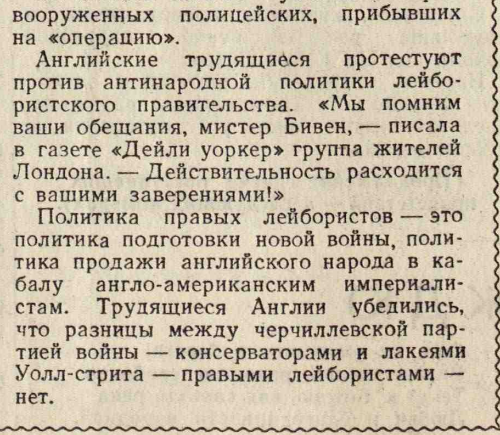 вооруженных полицейских, прибывших
на «операцию».
Английские трудящиеся протестуют
против антинародной политики лейбо-
ристского правительства. «Мы помним
ваши обещания, мистер Бивен, — писала
в газете «Дейли уоркер» группа жителей
Лондона. — Действительность расходится
с вашими заверениями!»
Политика правых лейбористов — это
политика подготовки новой войны, поли-
тика продажи английского народа в ка-
балу англо-американским империали-
стам. Трудящиеся Англии убедились,
что разницы между черчиллевской пар-
тией войны — консерваторами и лакеями
Уолл-стрита — правыми лейбористами —
нет.